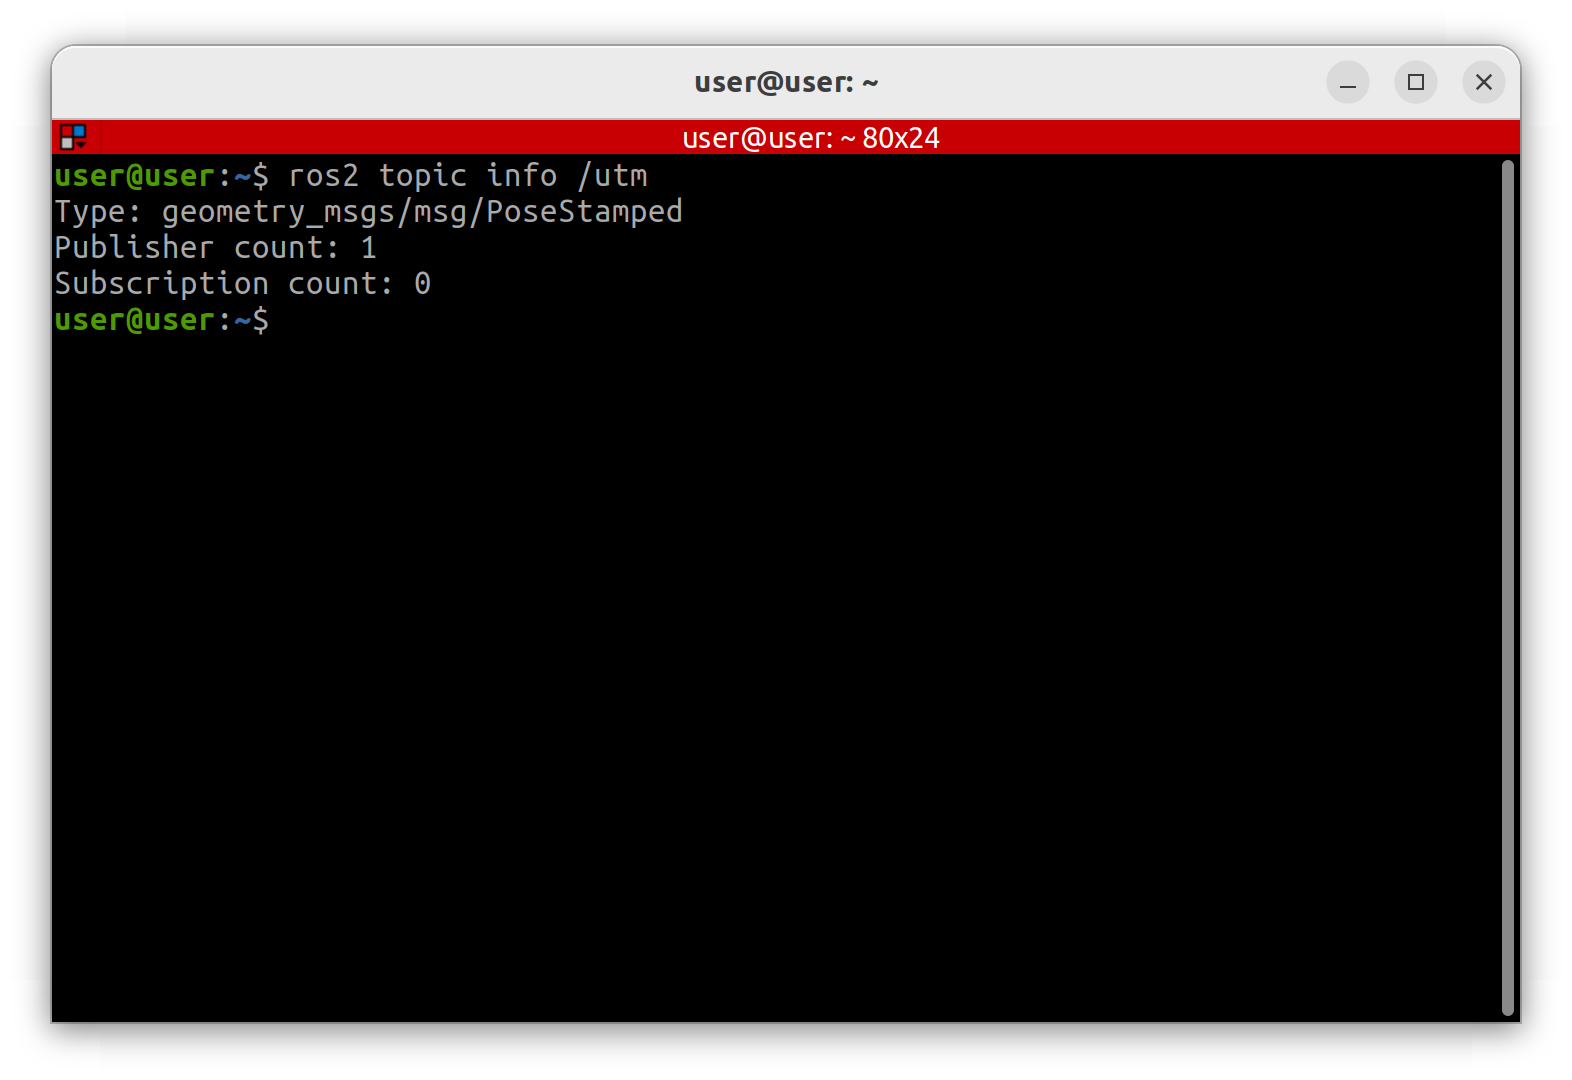 user@user: ~
user@user: ~ 80x24
user@user:~$ ros2 topic info /utm
Type: geometry_msgs/msg/PoseStamped
Publisher count: 1
Subscription count: 0
user@user:~$